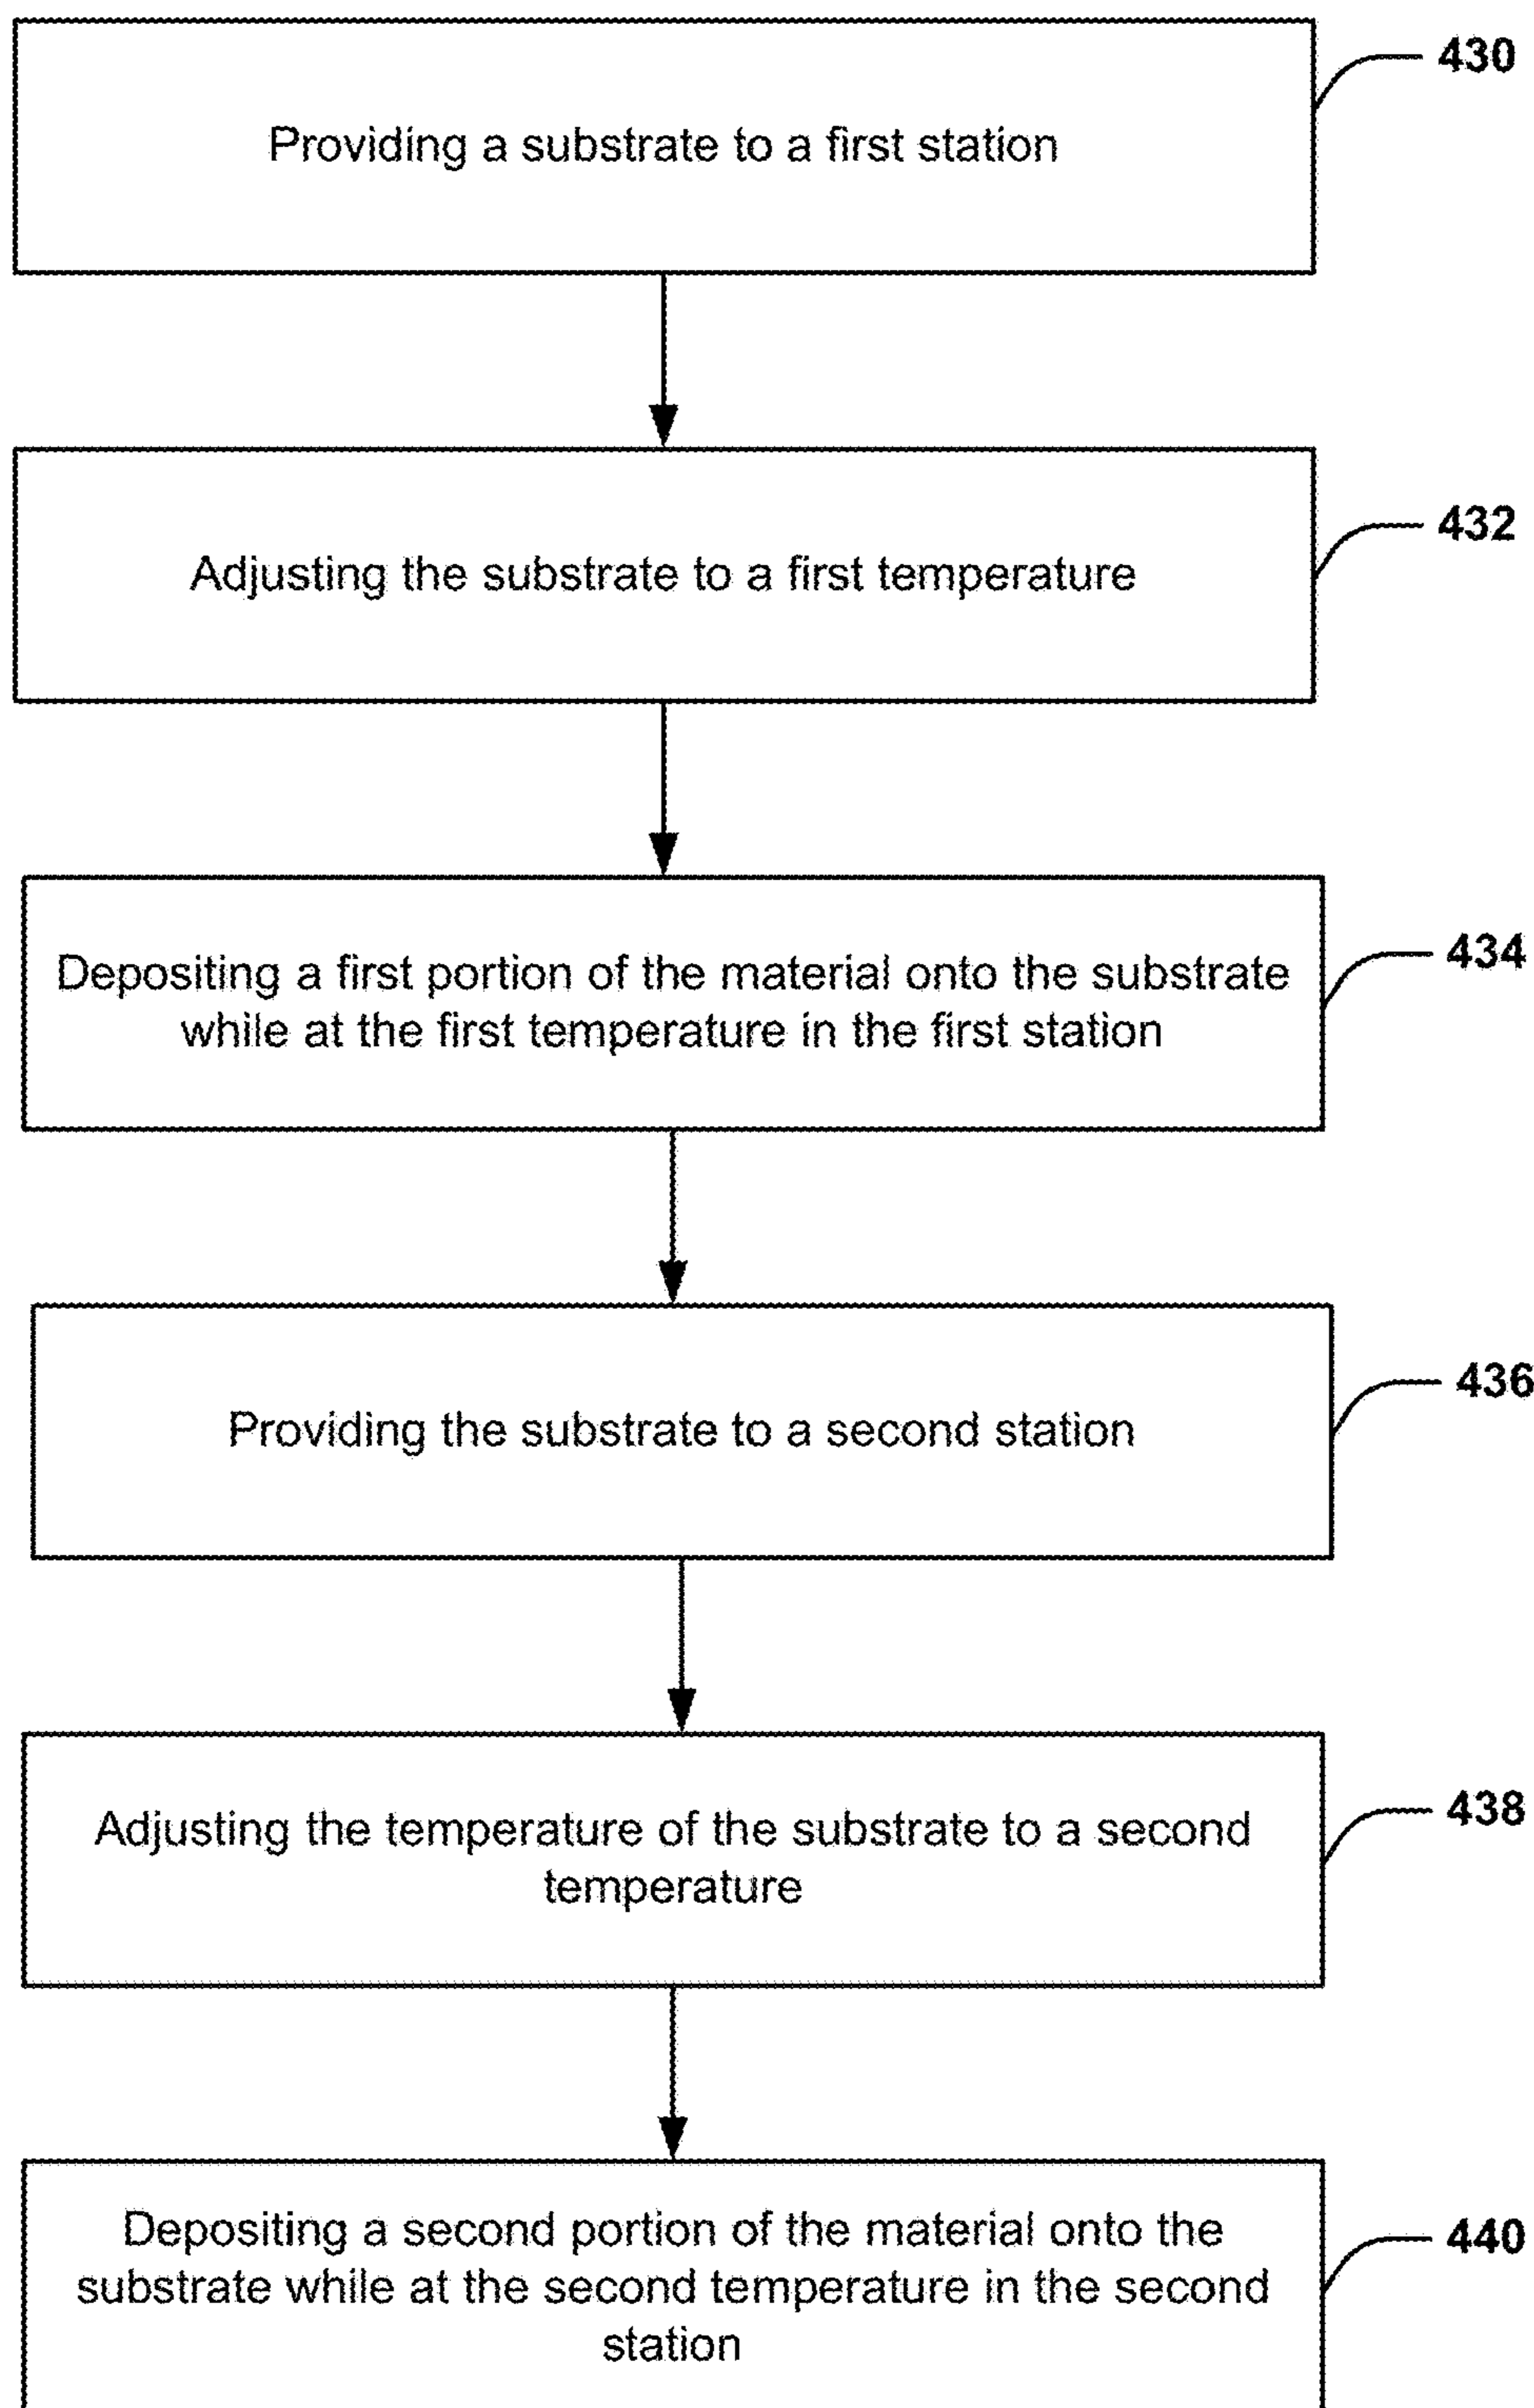 430
Providing a substrate to a first station
432
Adjusting the substrate to a first temperature
434
Depositing a first portion of the material onto the substrate
while at the first temperature in the first station
436
Providing the substrate to a second station
438
Adjusting the temperature of the substrate to a second
temperature
440
Depositing a second portion of the material onto the
substrate while at the second temperature in the second
station